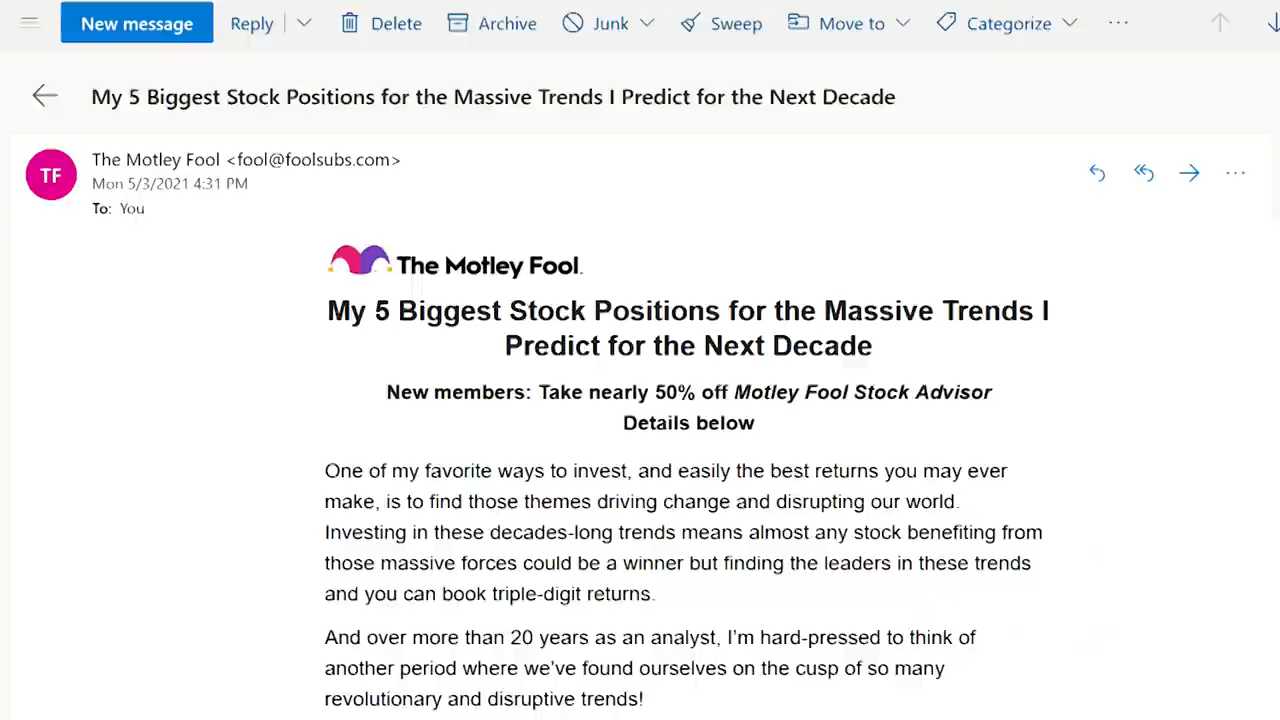 New message Reply Delete Archive Junk Sweep Move to Categorize ...
My 5 Biggest Stock Positions for the Massive Trends I Predict for the Next Decade
TF
The Motley Fool <fool@foolsubs.com>
Mon 5/3/2021 4:31 PM
To: You
The Motley Fool.
My 5 Biggest Stock Positions for the Massive Trends I
Predict for the Next Decade
New members: Take nearly 50% off Motley Fool Stock Advisor
Details below
One of my favorite ways to invest, and easily the best returns you may ever
make, is to find those themes driving change and disrupting our world.
Investing in these decades-long trends means almost any stock benefiting from
those massive forces could be a winner but finding the leaders in these trends
and you can book triple-digit returns.
And over more than 20 years as an analyst, I'm hard-pressed to think of
another period where we've found ourselves on the cusp of so many
revolutionary and disruptive trends!